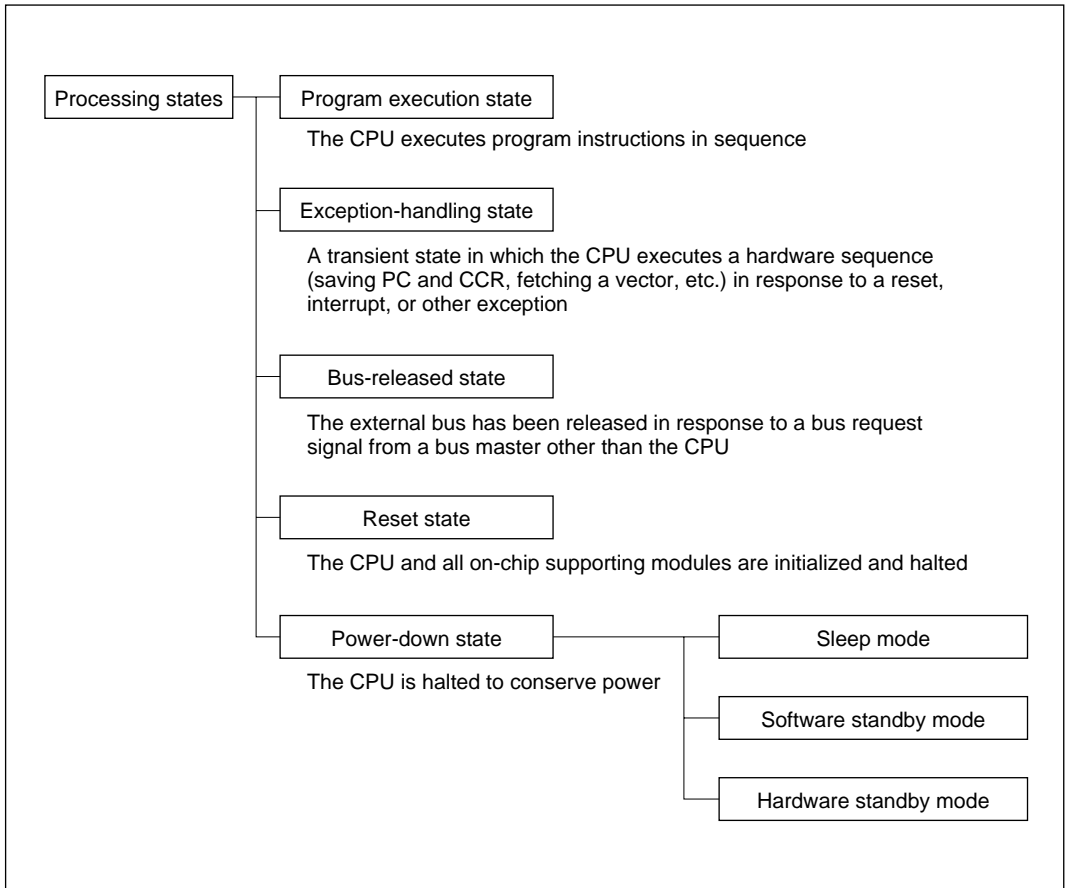 Processing states
Program execution state
The CPU executes program instructions in sequence
Exception-handling state
A transient state in which the CPU executes a hardware sequence
(saving PC and CCR, fetching a vector, etc.) in response to a reset,
interrupt, or other exception
Bus-released state
The external bus has been released in response to a bus request
signal from a bus master other than the CPU
Reset state
The CPU and all on-chip supporting modules are initialized and halted
Power-down state
The CPU is halted to conserve power
Sleep mode
Software standby mode
Hardware standby mode